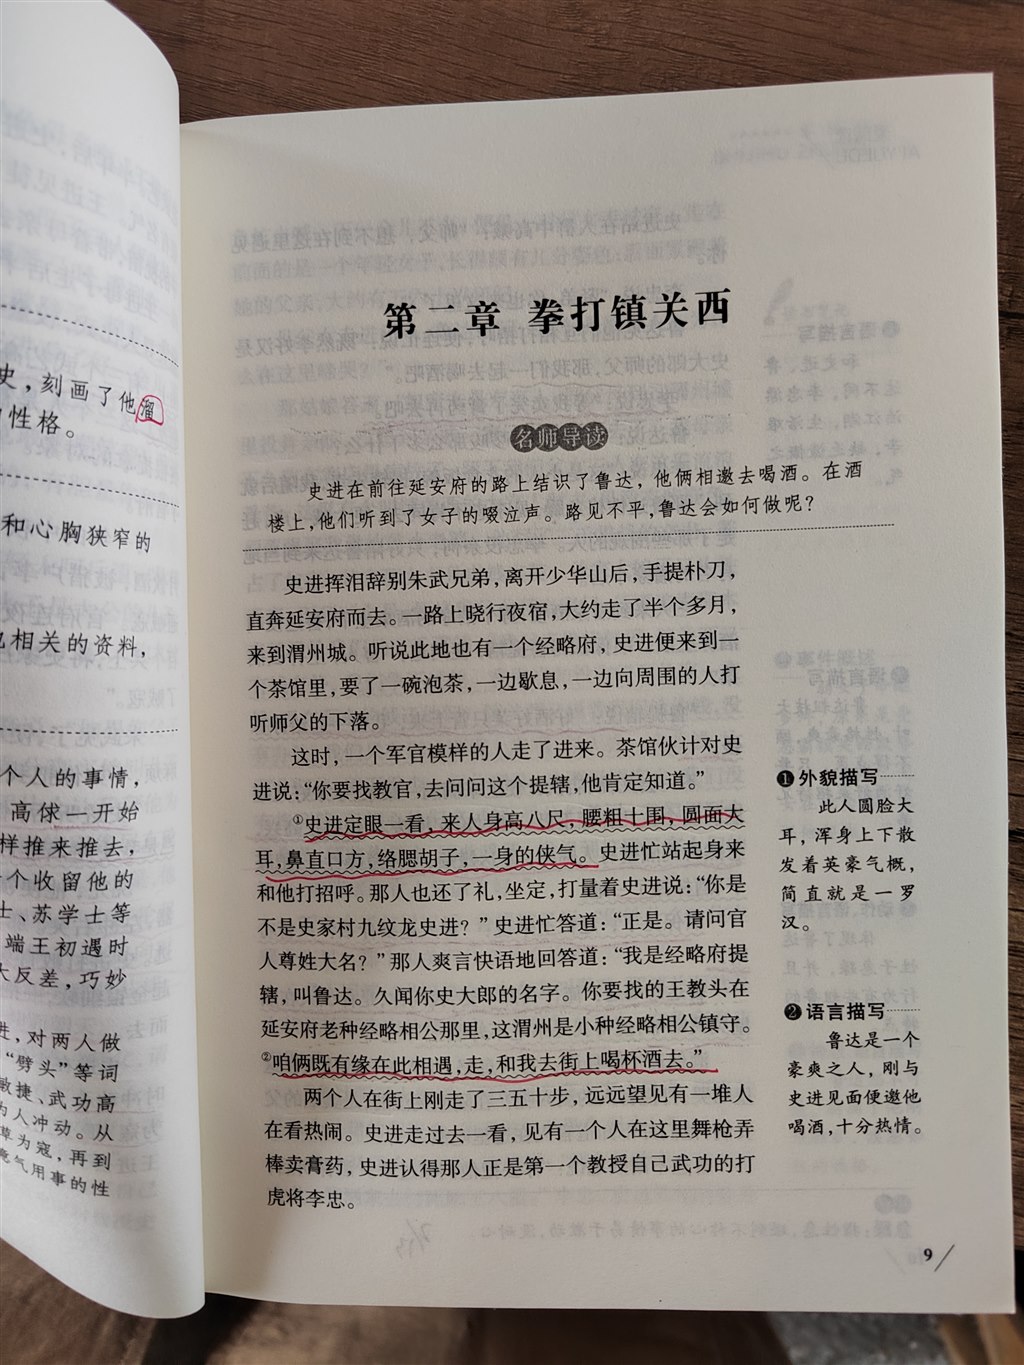 史,刻画了他溜
性格。
和心胸狭窄的
相关的资料,
个人的事情,
高俅一开始
样推来推去,
个收留他的
士、苏学士等
端王初遇时
大反差,巧妙
进,对两人做
“劈头”等词
敏捷、武功高
为人冲动。从
草为寇,再到
意气用事的性
第二章 拳打镇关西
名师导读
史进在前往延安府的路上结识了鲁达,他俩相邀去喝酒。在酒
楼上,他们听到了女子的啜泣声。路见不平,鲁达会如何做呢?
史进挥泪辞别朱武兄弟,离开少华山后,手提朴刀,
直奔延安府而去。一路上晓行夜宿,大约走了半个多月,
来到渭州城。听说此地也有一个经略府,史进便来到一
个茶馆里,要了一碗泡茶,一边歇息,一边向周围的人打
听师父的下落。
这时,一个军官模样的人走了进来。茶馆伙计对史
进说:“你要找教官,去问问这个提辖,他肯定知道。”
①史进定眼一看,来人身高八尺,腰粗十围,圆面大
耳,鼻直口方,络腮胡子,一身的侠气。史进忙站起身来
和他打招呼。那人也还了礼,坐定,打量着史进说:“你是
不是史家村九纹龙史进?”史进忙答道:“正是。请问官
人尊姓大名?”那人爽言快语地回答道:“我是经略府提
辖,叫鲁达。久闻你史大郎的名字。你要找的王教头在
延安府老种经略相公那里,这渭州是小种经略相公镇守。
②咱俩既有缘在此相遇,走,和我去街上喝杯酒去。”
两个人在街上刚走了三五十步,远远望见有一堆人
在看热闹。史进走过去一看,见有一个人在这里舞枪弄
棒卖膏药,史进认得那人正是第一个教授自己武功的打
虎将李忠。
❶外貌描写
此人圆脸大
耳,浑身上下散
发着英豪气概,
简直就是一罗
汉。
❷语言描写
鲁达是一个
豪爽之人,刚与
史进见面便邀他
喝酒,十分热情。
9